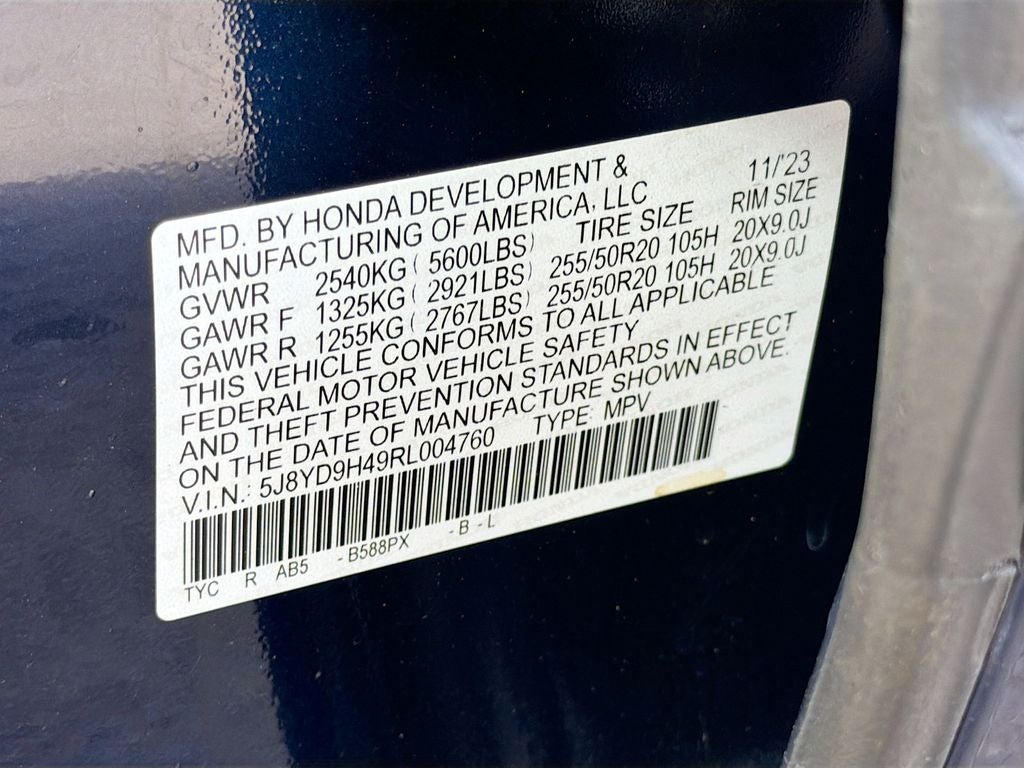 MFD. BY HONDA DEVELOPMENT & 11/'23
MANUFACTURING OF AMERICA, LLC RIM SIZE
GVWR 2540KG ( 5600LBS) TIRE SIZE
GAWR F 1325KG ( 2921LBS) 255/50R20 105H 20X9.0J
GAWR R 1255KG ( 2767LBS) 255/50R20 105H 20X9.0J
THIS VEHICLE CONFORMS TO ALL APPLICABLE
FEDERAL MOTOR VEHICLE SAFETY
AND THEFT PREVENTION STANDARDS IN EFFECT
ON THE DATE OF MANUFACTURE SHOWN ABOVE.
V.I.N.: 5J8YD9H49RL004760 TYPE: MPV
TYC R AB5 -B588PX -B-L